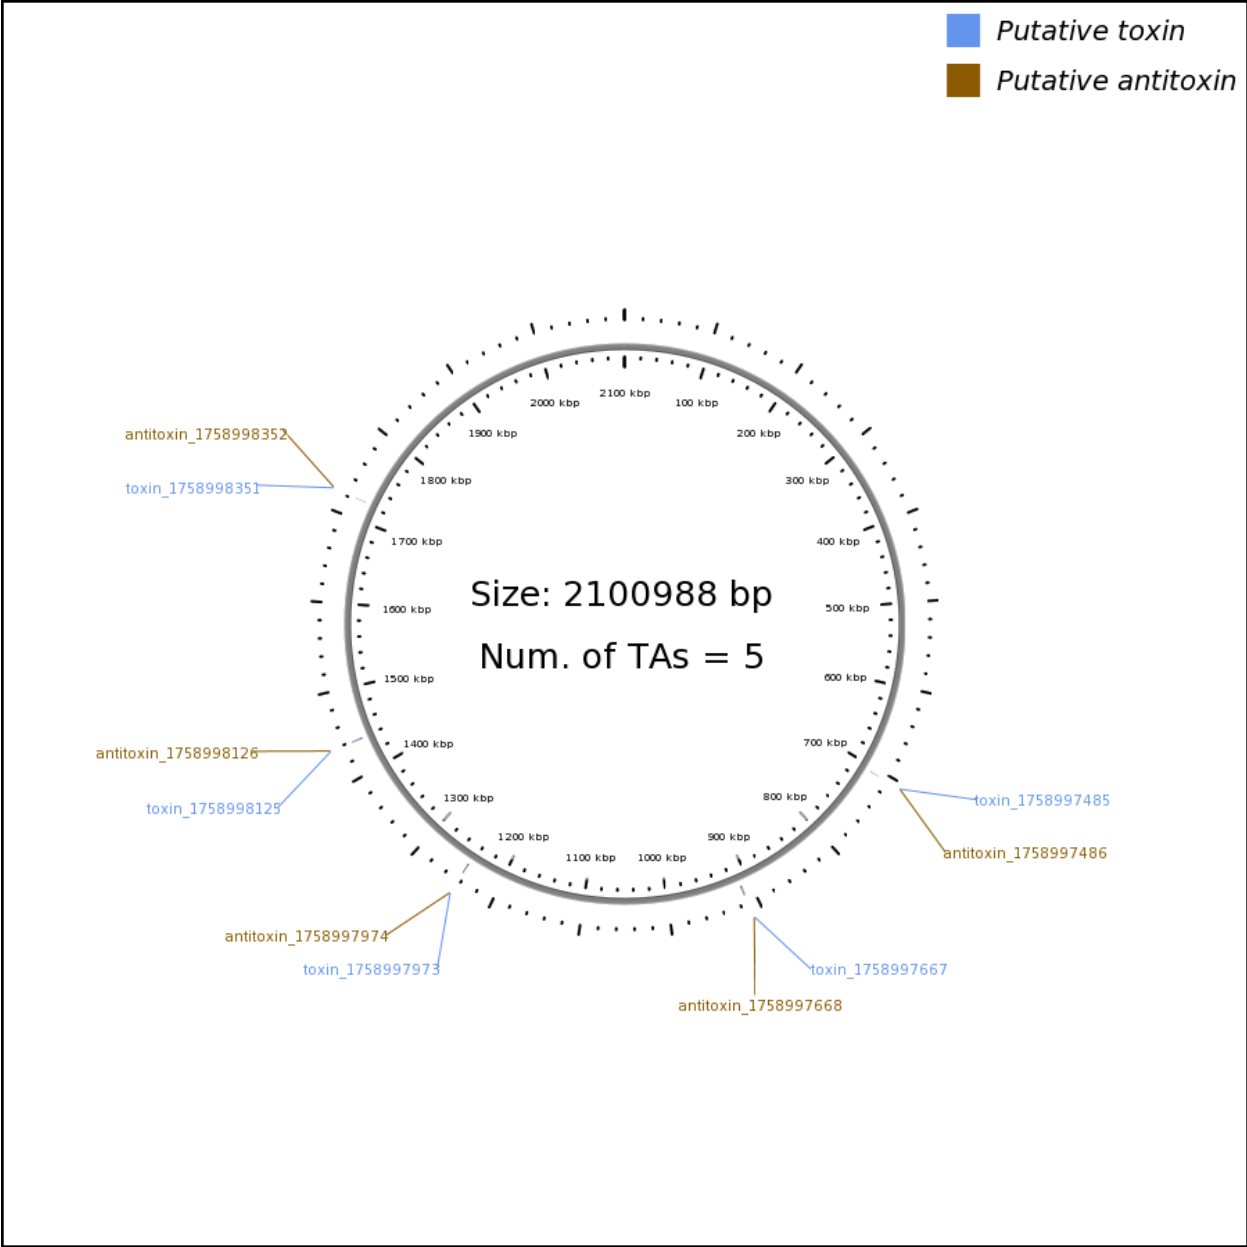 Putative toxin
Putative antitoxin
2100 kbp
2000 kbp
100 kbp
1900 kbp
200 kbp
antitoxin_1758998352
1800 kbp
300 kbp
toxin_1758998351
1700 kbp
400 kbp
Size: 2100988 bp
1600 kbp
500 kbp
Num. of TAs = 5
1500 kbp
600 kbp
1400 kbp
700 kbp
antitoxin_1758998126
1300 kbp
800 kbp
toxin_1758997485
toxin_1758998125
1200 kbp
900 kbp
1100 kbp
1000 kbp
antitoxin_1758997486
antitoxin_1758997974
toxin_1758997973
toxin_1758997667
antitoxin_1758997668